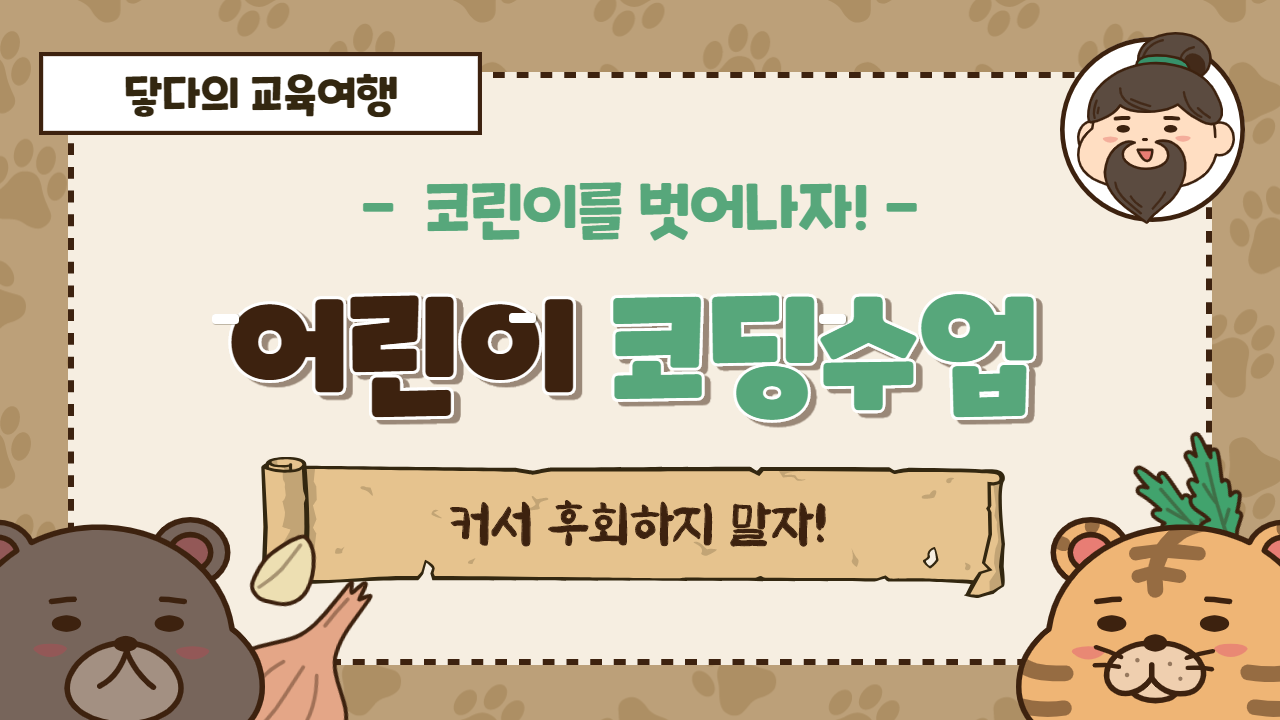 닿다의 교육여행
- 코린이를 벗어나자! -
어린이 코딩수업
커서 후회하지 말자!